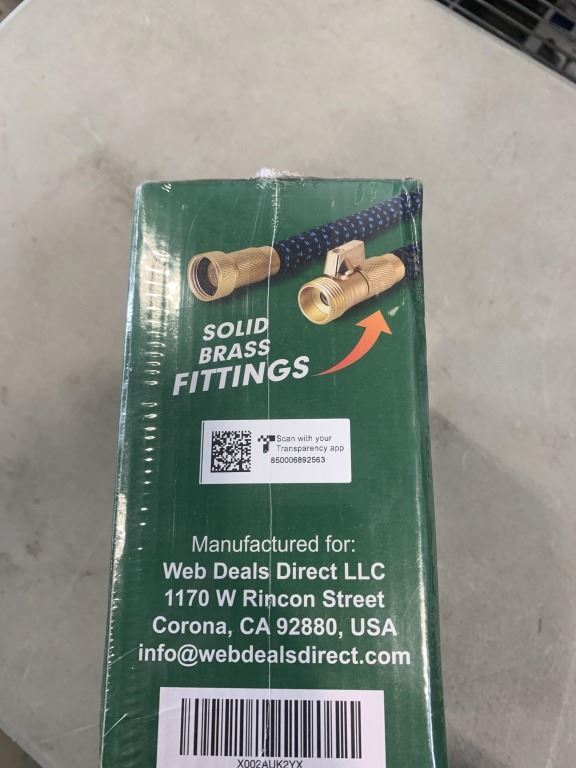 SOLID
BRASS
FITTINGS
Scan with your
Transparency app
850006892563
Manufactured for:
Web Deals Direct LLC
1170 W Rincon Street
Corona, CA 92880, USA
info@webdealsdirect.com
X002AUK2YX